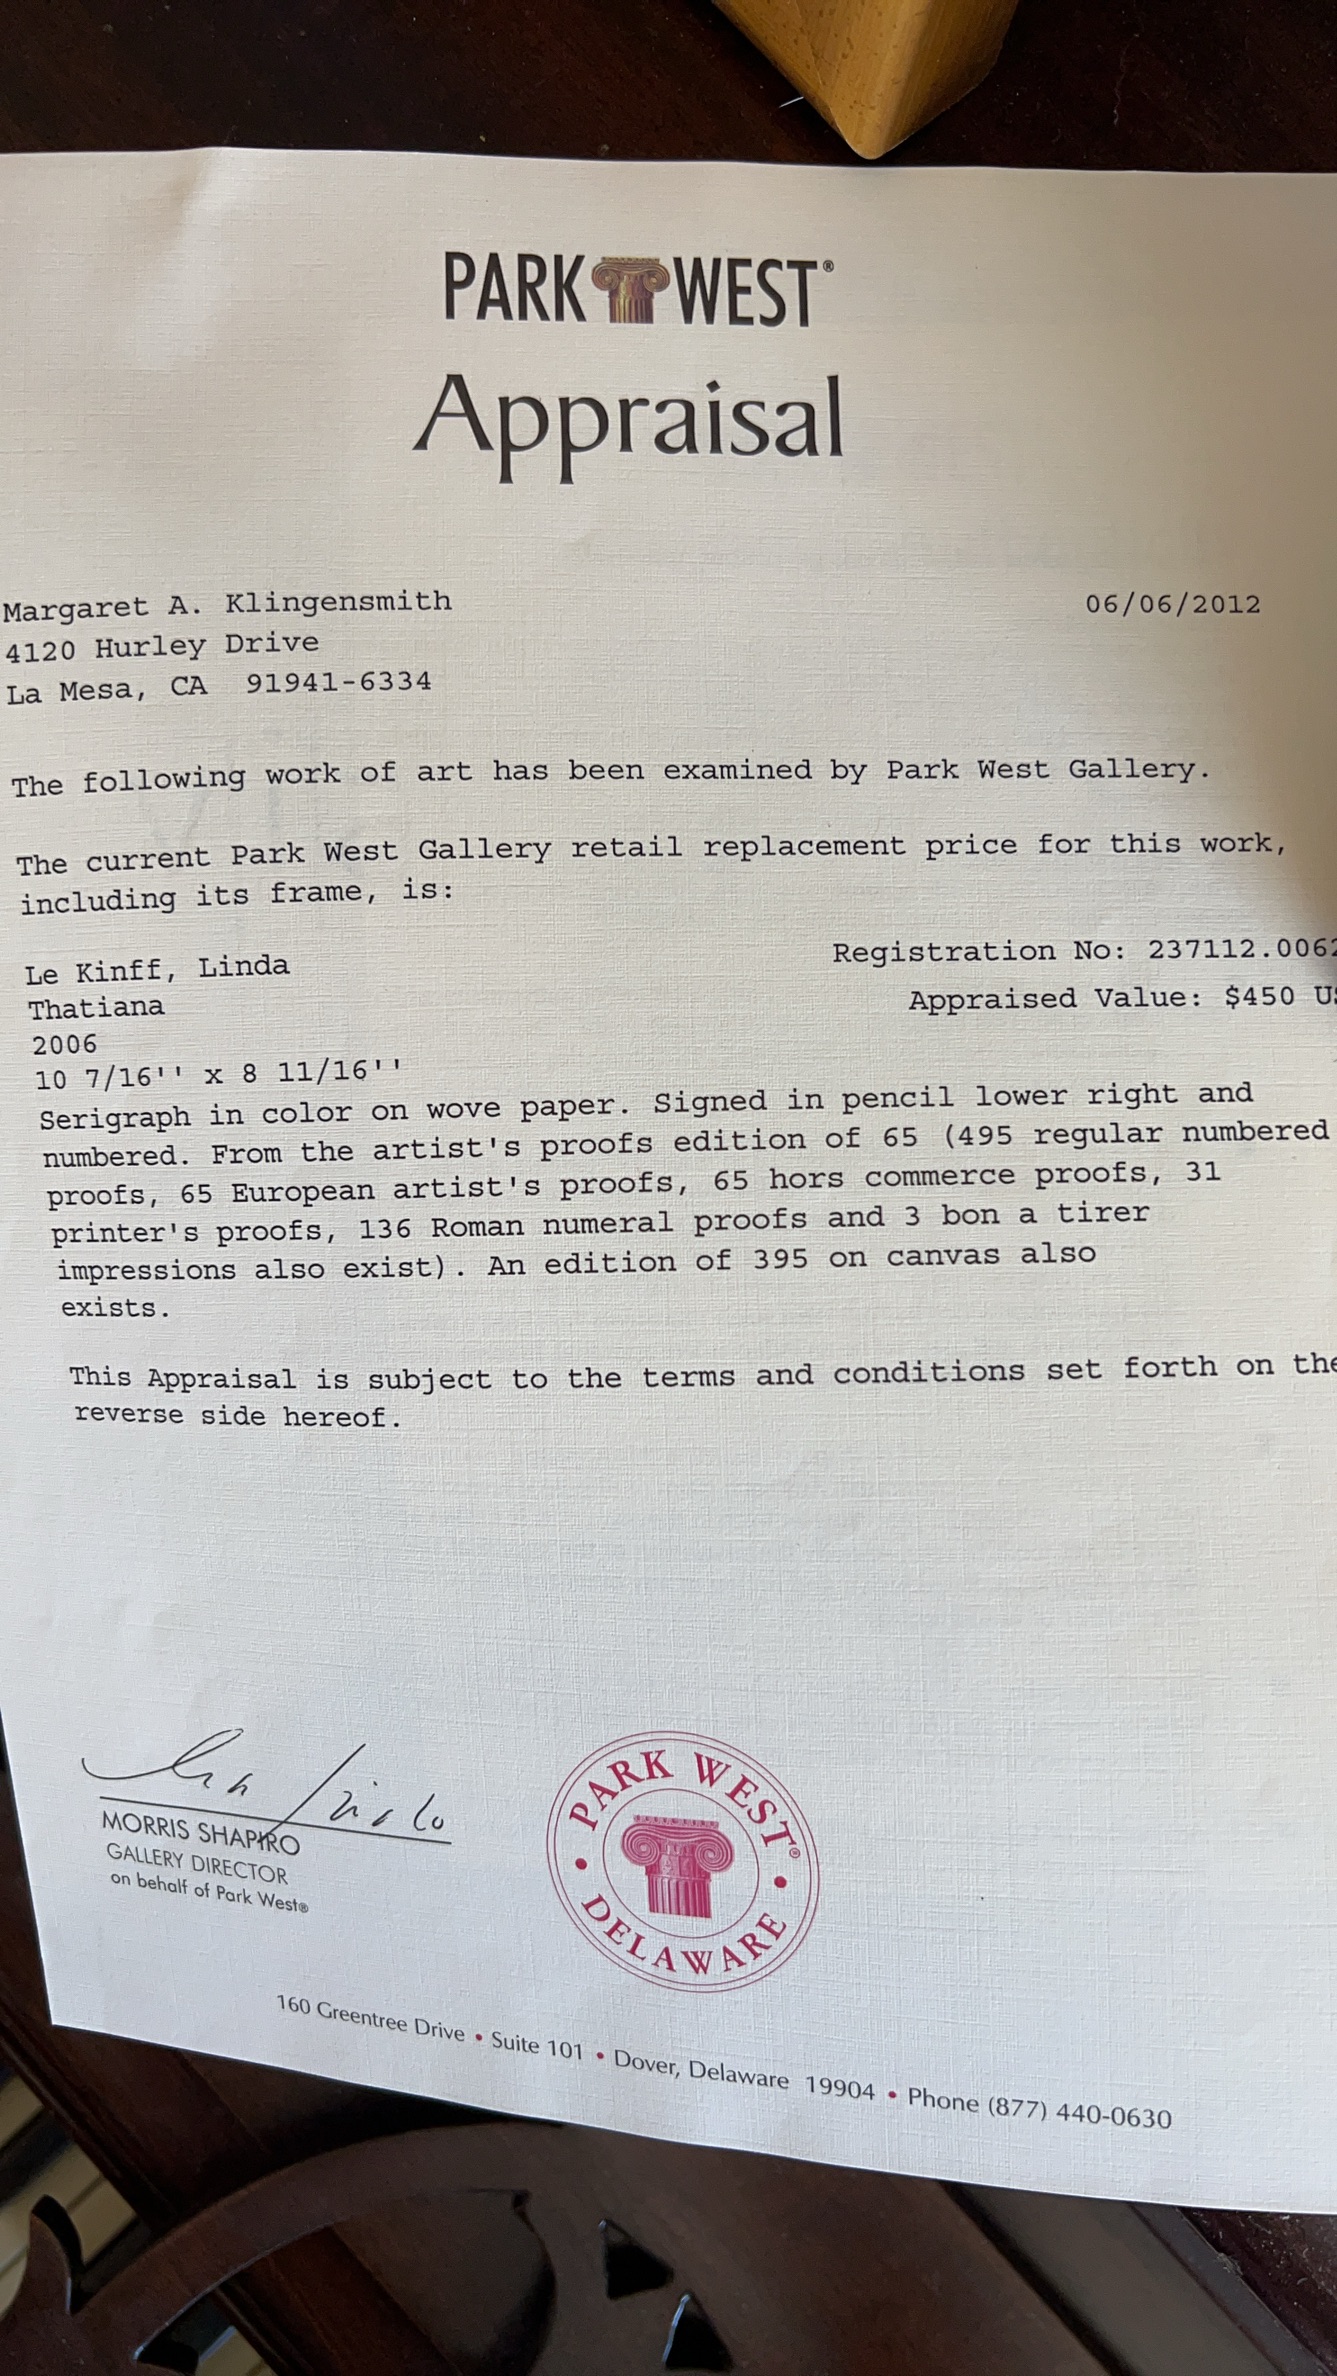 PARK WEST®
Appraisal
Margaret A. Klingensmith
06/06/2012
4120 Hurley Drive
La Mesa, CA 91941-6334
The following work of art has been examined by Park West Gallery.
The current Park West Gallery retail replacement price for this work,
including its frame, is:
Le Kinff, Linda
Registration No: 237112.0062
Thatiana
Appraised Value: $450 US
2006
10 7/16'' x 8 11/16''
Serigraph in color on wove paper. Signed in pencil lower right and
numbered. From the artist's proofs edition of 65 (495 regular numbered
proofs, 65 European artist's proofs, 65 hors commerce proofs, 31
printer's proofs, 136 Roman numeral proofs and 3 bon a tirer
impressions also exist). An edition of 395 on canvas also
exists.
This Appraisal is subject to the terms and conditions set forth on the
reverse side hereof.
MORRIS SHAPIRO
GALLERY DIRECTOR
on behalf of Park West®
PARK WEST®
• DELAWARE •
160 Greentree Drive • Suite 101 • Dover, Delaware 19904 • Phone (877) 440-0630